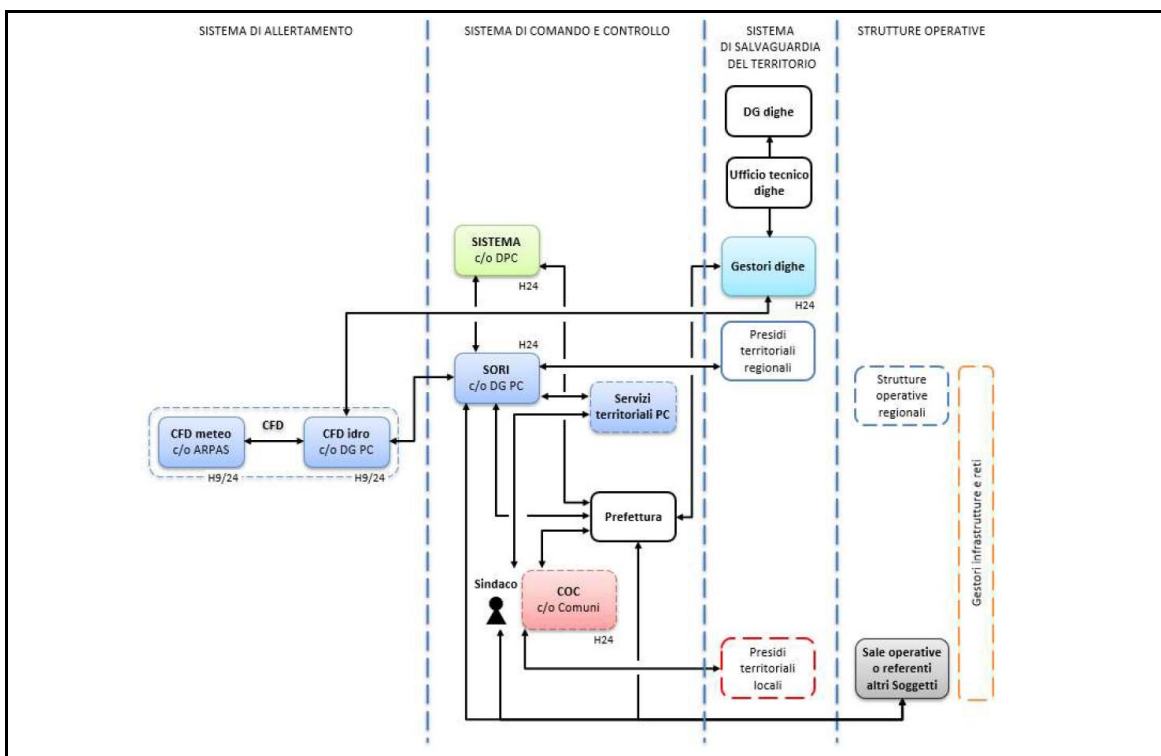 SISTEMA DI ALLERTAMENTO
SISTEMA DI COMANDO E CONTROLLO
SISTEMA
DI SALVAGUARDIA
DEL TERRITORIO
STRUTTURE OPERATIVE
DG dighe
Ufficio tecnico
dighe
SISTEMA
c/o DPC
H24
Gestori dighe
H24
H24
SORI
c/o DG PC
Presidi
territoriali
regionali
Servizi
territoriali PC
Strutture
operative
regionali
CFD meteo
c/o ARPAS
H9/24
CFD
CFD idro
c/o DG PC
H9/24
Prefettura
Gestori infrastrutture e reti
Sindaco
COC
c/o Comuni
H24
Presidi
territoriali
locali
Sale operative
o referenti
altri Soggetti